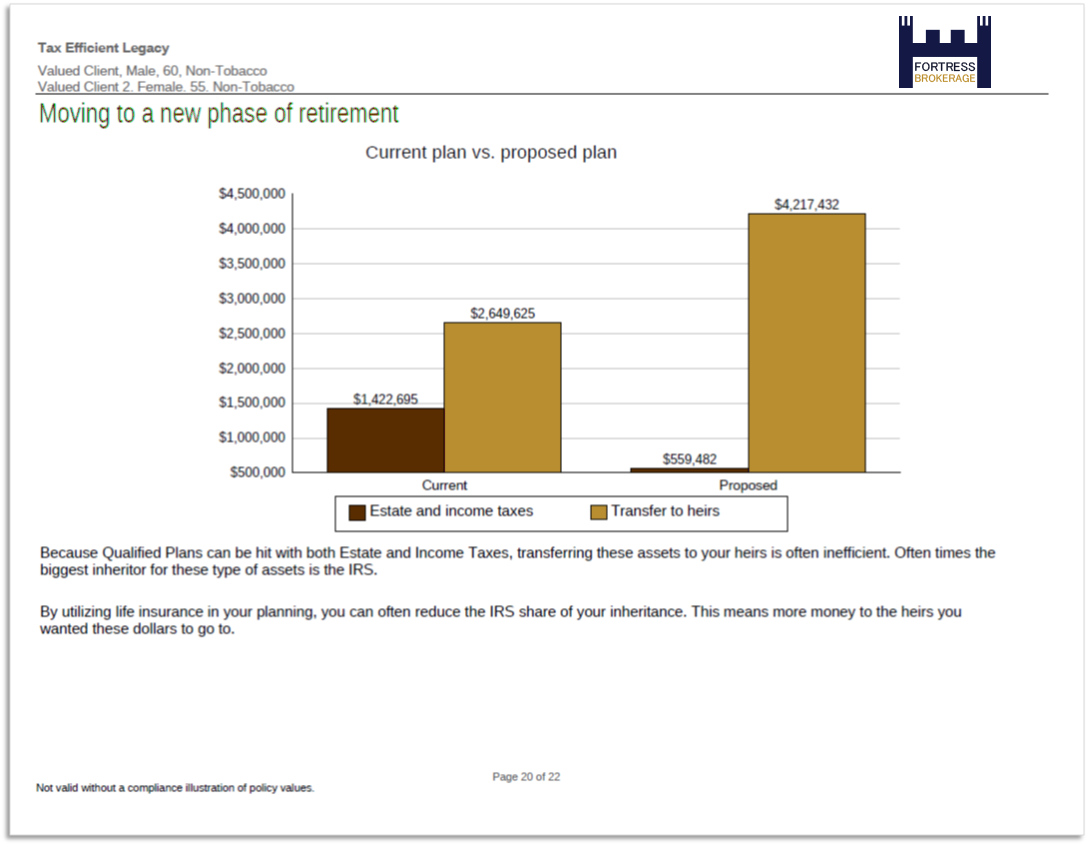 Tax Efficient Legacy
FORTRESS
BROKERAGE
Valued Client, Male, 60, Non-Tobacco
Valued Client 2. Female. 55. Non-Tobacco
Moving to a new phase of retirement
Current plan vs. proposed plan
$4,500,000
$4,000,000
$3,500,000
$3,000,000
$2,500,000
$2,000,000
$1,500,000
$1,000,000
$500,000
$1,422,695
$2,649,625
$559,482
$4,217,432
Current
Proposed
Estate and income taxes
Transfer to heirs
Because Qualified Plans can be hit with both Estate and Income Taxes, transferring these assets to your heirs is often inefficient. Often times the
biggest inheritor for these type of assets is the IRS.
By utilizing life insurance in your planning, you can often reduce the IRS share of your inheritance. This means more money to the heirs you
wanted these dollars to go to.
Page 20 of 22
Not valid without a compliance illustration of policy values.